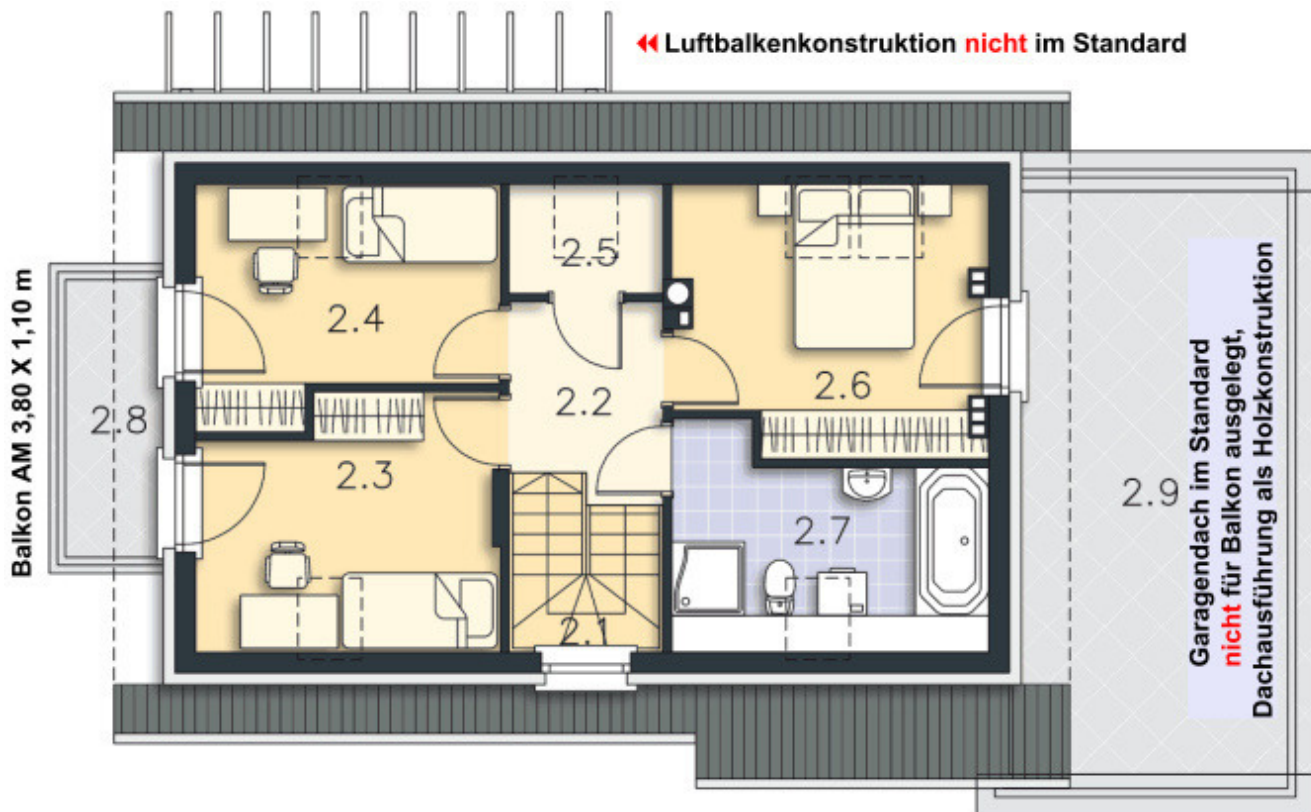 Luftbalkenkonstruktion nicht im Standard
Balkon AM 3,80 X 1,10 m
2.4
2.5
2.6
2.2
2.8
2.3
2.7
2.1
2.9
Garagendach im Standard
nicht für Balkon ausgelegt,
Dachausführung als Holzkonstruktion